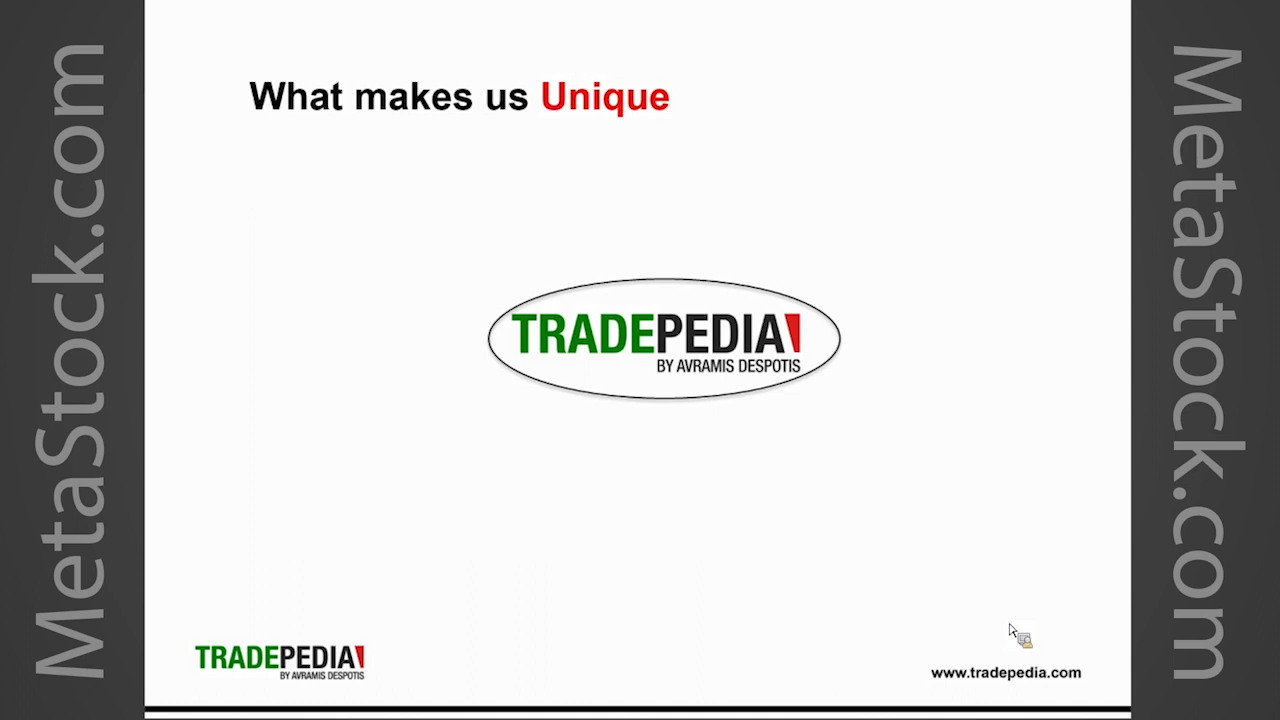 MetaStock.com
What makes us Unique
TRADEPEDIA
BY AVRAMIS DESPOTIS
TRADEPEDIA
BY AVRAMIS DESPOTIS
www.tradepedia.com
MetaStock.com